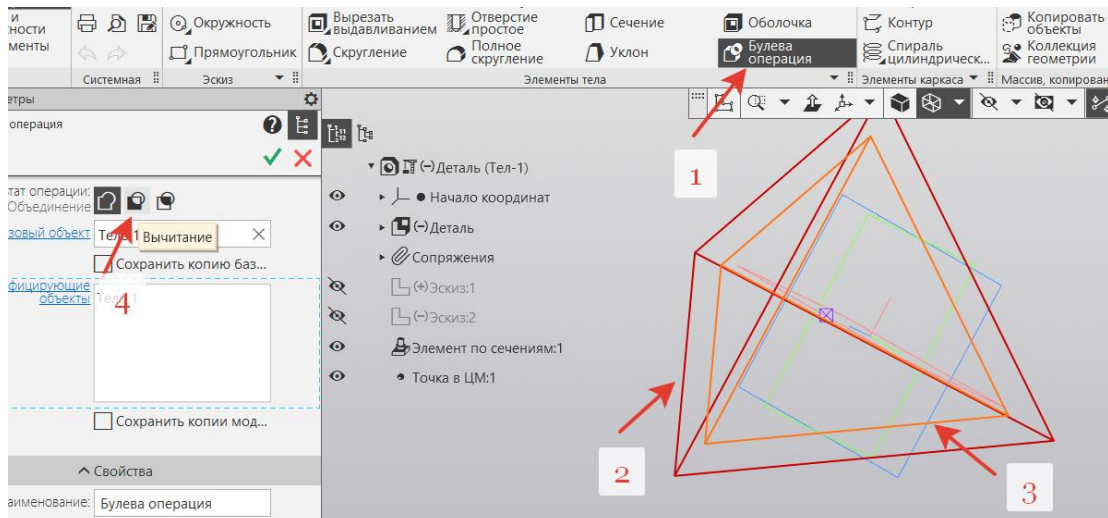 и
ности
менты
Системная
Окружность
Прямоугольник
Эскиз
Вырезать
выдавливанием
Скругление
Отверстие
простое
Полное
скругление
Сечение
Уклон
Оболочка
Булева
операция
Элементы тела
Контур
Спираль
цилиндрическ...
Элементы каркаса
Копировать
объекты
Коллекция
геометрии
Массив, копирован
етры
операция
тат операции:
Объединение
зовый объект
Вычитание
Сохранить копию баз...
фицирующие
объекты
Сохранить копии мод...
Свойства
аименование: Булева операция
(-)Деталь (Тел-1)
Начало координат
(-)Деталь
Сопряжения
(+)Эскиз:1
(-)Эскиз:2
Элемент по сечениям:1
Точка в ЦМ:1
1
2
3
4